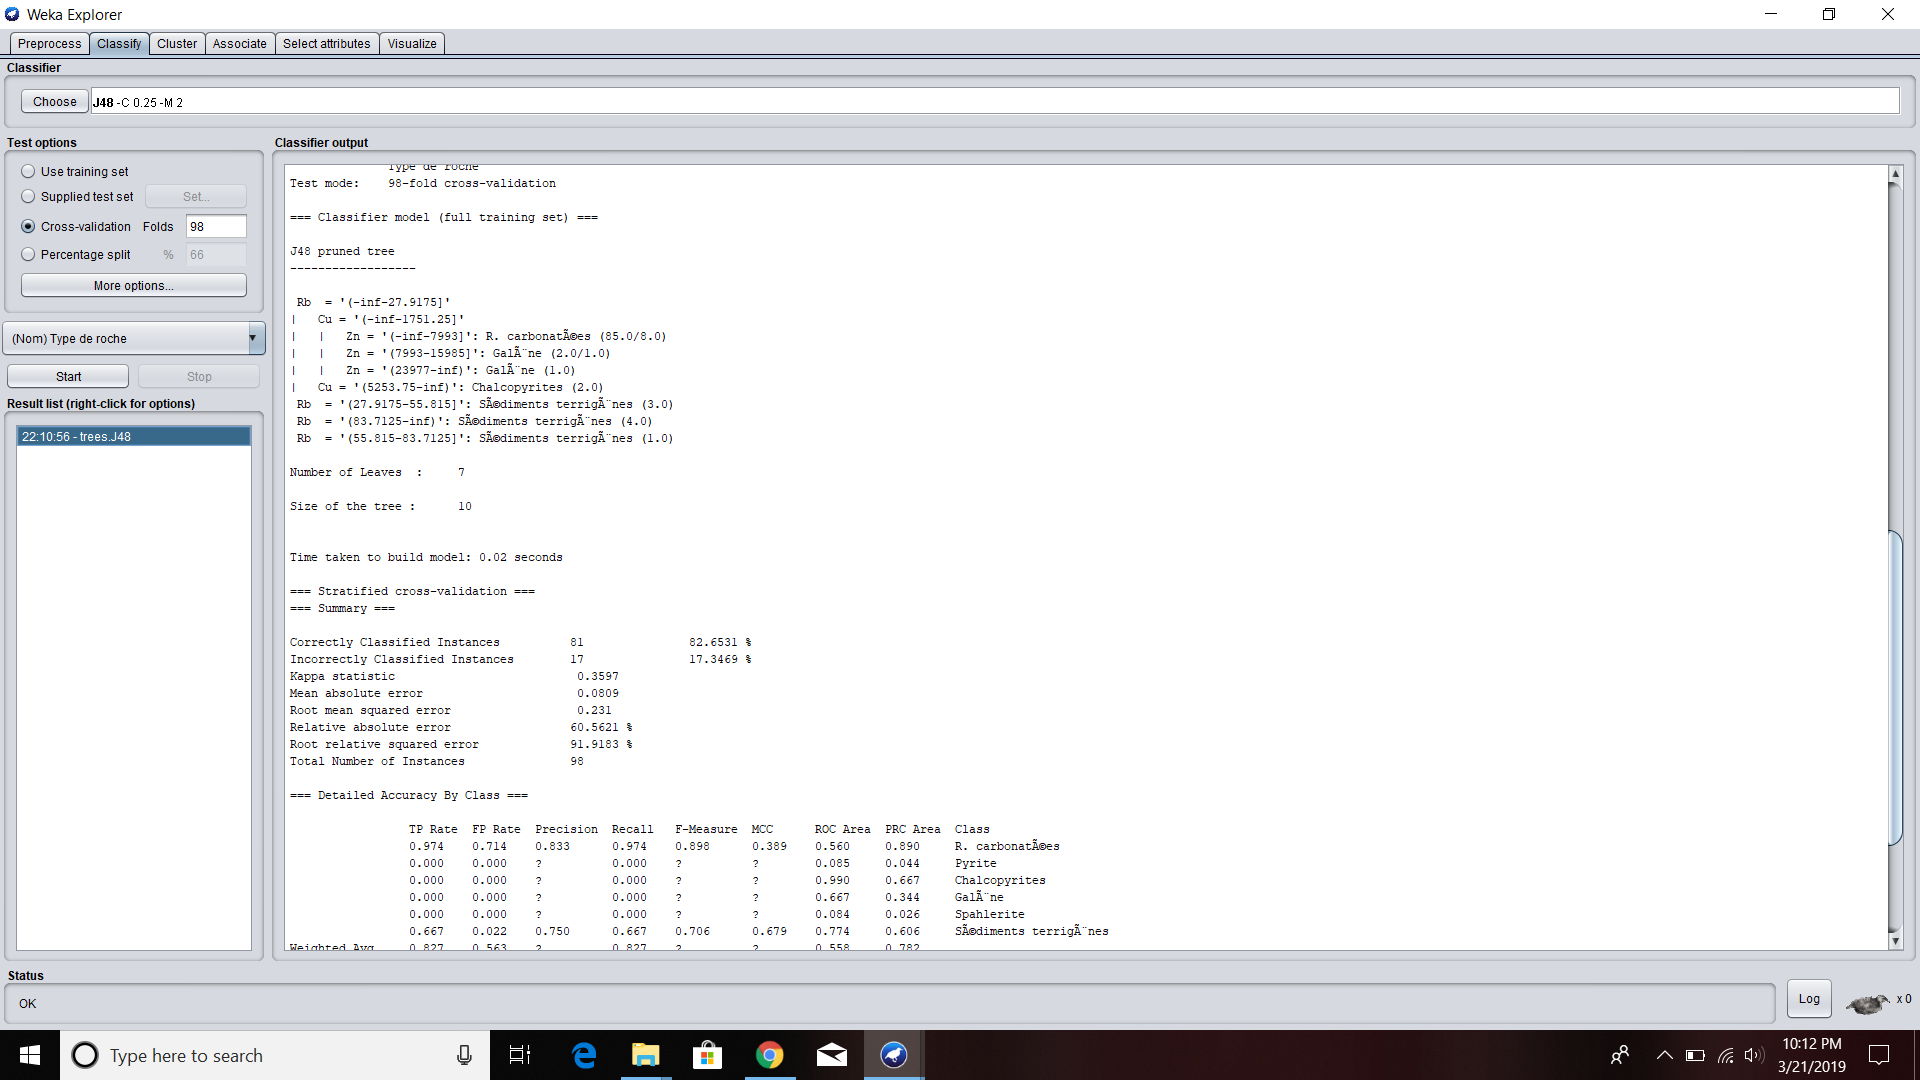 Weka Explorer
Preprocess Classify Cluster Associate Select attributes Visualize
Classifier
Choose J48 -C 0.25 -M 2
Test options
Use training set
Supplied test set Set...
Cross-validation Folds 98
Percentage split % 66
More options...
(Nom) Type de roche
Start Stop
Result list (right-click for options)
22:10:56 - trees.J48
Classifier output
Type de roche
Test mode: 98-fold cross-validation
=== Classifier model (full training set) ===
J48 pruned tree
------------------
Rb = '(-inf-27.9175]'
| Cu = '(-inf-1751.25]'
| | Zn = '(-inf-7993]': R. carbonatÃ©es (85.0/8.0)
| | Zn = '(7993-15985]': GalÃ¨ne (2.0/1.0)
| | Zn = '(23977-inf)': GalÃ¨ne (1.0)
| Cu = '(5253.75-inf)': Chalcopyrites (2.0)
Rb = '(27.9175-55.815]': SÃ©diments terrigÃ¨nes (3.0)
Rb = '(83.7125-inf)': SÃ©diments terrigÃ¨nes (4.0)
Rb = '(55.815-83.7125]': SÃ©diments terrigÃ¨nes (1.0)
Number of Leaves : 7
Size of the tree : 10
Time taken to build model: 0.02 seconds
=== Stratified cross-validation ===
=== Summary ===
Correctly Classified Instances 81 82.6531 %
Incorrectly Classified Instances 17 17.3469 %
Kappa statistic 0.3597
Mean absolute error 0.0809
Root mean squared error 0.231
Relative absolute error 60.5621 %
Root relative squared error 91.9183 %
Total Number of Instances 98
=== Detailed Accuracy By Class ===
TP Rate FP Rate Precision Recall F-Measure MCC ROC Area PRC Area Class
0.974 0.714 0.833 0.974 0.898 0.389 0.560 0.890 R. carbonatÃ©es
0.000 0.000 ? 0.000 ? ? 0.085 0.044 Pyrite
0.000 0.000 ? 0.000 ? ? 0.990 0.667 Chalcopyrites
0.000 0.000 ? 0.000 ? ? 0.667 0.344 GalÃ¨ne
0.000 0.000 ? 0.000 ? ? 0.084 0.026 Spahlerite
0.667 0.022 0.750 0.667 0.706 0.679 0.774 0.606 SÃ©diments terrigÃ¨nes
Weighted Avg. 0.827 0.563 ? 0.827 ? ? 0.558 0.782
Status
OK
Log
x 0
Type here to search
10:12 PM
3/21/2019